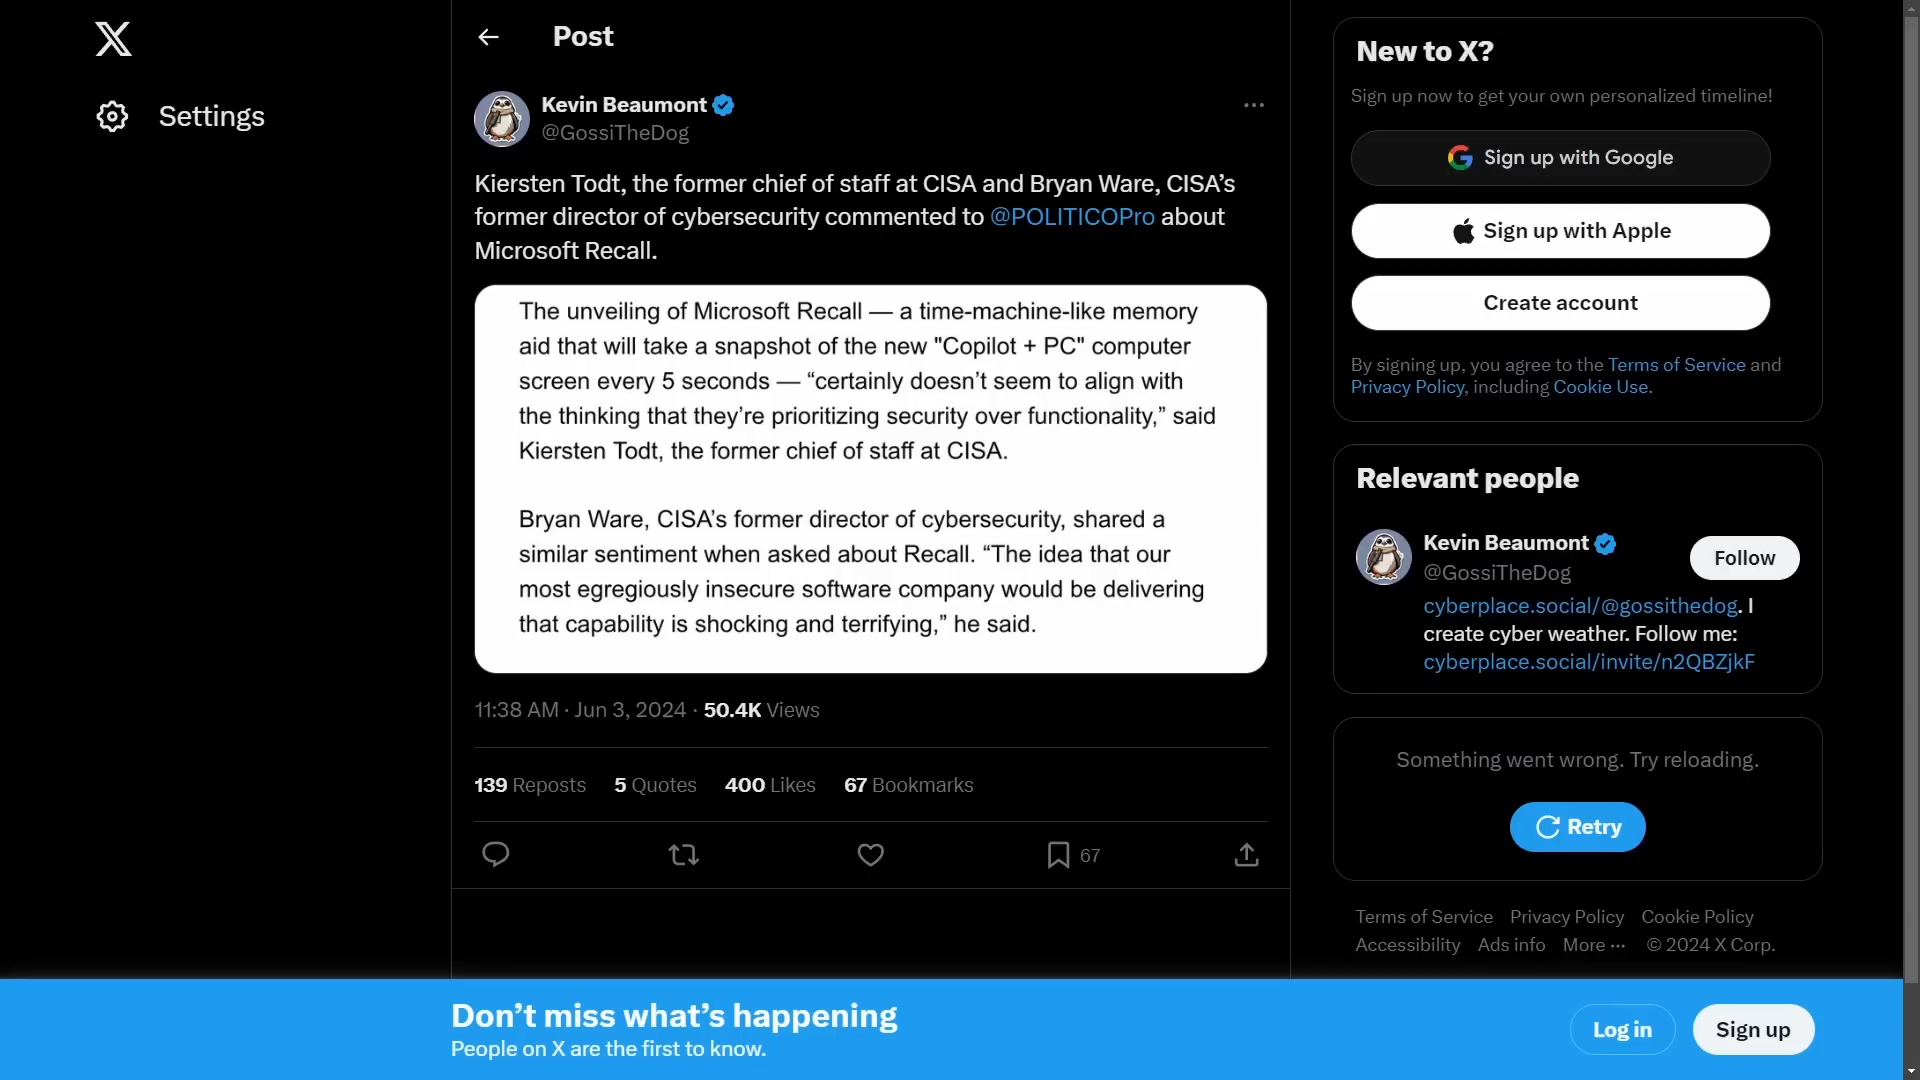 Post
Settings
Kevin Beaumont
@GossiTheDog
Kiersten Todt, the former chief of staff at CISA and Bryan Ware, CISA’s
former director of cybersecurity commented to @POLITICOPro about
Microsoft Recall.
The unveiling of Microsoft Recall — a time-machine-like memory
aid that will take a snapshot of the new "Copilot + PC" computer
screen every 5 seconds — “certainly doesn’t seem to align with
the thinking that they’re prioritizing security over functionality,” said
Kiersten Todt, the former chief of staff at CISA.
Bryan Ware, CISA’s former director of cybersecurity, shared a
similar sentiment when asked about Recall. “The idea that our
most egregiously insecure software company would be delivering
that capability is shocking and terrifying,” he said.
11:38 AM · Jun 3, 2024 · 50.4K Views
139 Reposts 5 Quotes 400 Likes 67 Bookmarks
67
New to X?
Sign up now to get your own personalized timeline!
Sign up with Google
Sign up with Apple
Create account
By signing up, you agree to the Terms of Service and
Privacy Policy, including Cookie Use.
Relevant people
Kevin Beaumont
@GossiTheDog
Follow
cyberplace.social/@gossithedog. I
create cyber weather. Follow me:
cyberplace.social/invite/n2QBZjkF
Something went wrong. Try reloading.
Retry
Terms of Service Privacy Policy Cookie Policy
Accessibility Ads info More ··· © 2024 X Corp.
Don’t miss what’s happening
People on X are the first to know.
Log in
Sign up